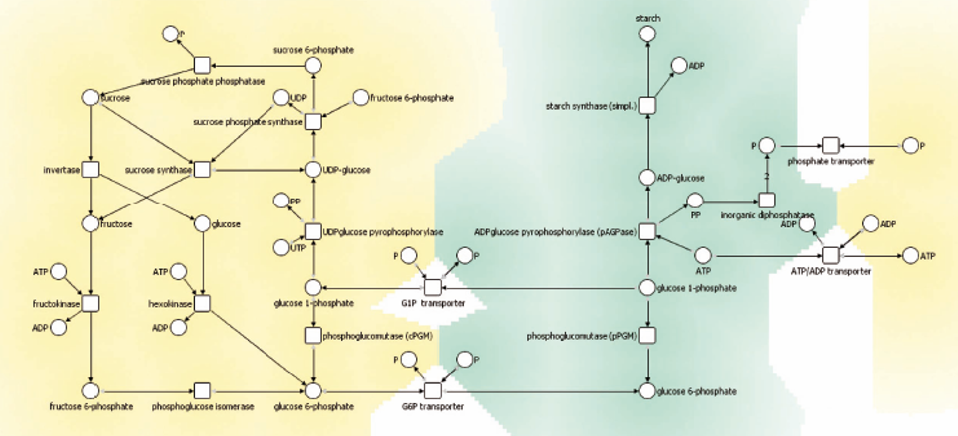 starch
P
sucrose 6-phosphate
ADP
sucrose phosphate phosphatase
sucrose
UDP
fructose 6-phosphate
starch synthase (simpl.)
sucrose phosphate synthase
P
P
phosphate transporter
invertase
sucrose synthase
UDP-glucose
ADP-glucose
2
PP
PP
inorganic diphosphatase
fructose
glucose
ADP
ADP
UDPglucose pyrophosphorylase
ADPglucose pyrophosphorylase (pAGPase)
UTP
P
P
ATP
ATP
ATP
ATP
ATP/ADP transporter
glucose 1-phosphate
glucose 1-phosphate
fructokinase
hexokinase
G1P transporter
ADP
ADP
phosphoglucomutase (cPGM)
phosphoglucomutase (pPGM)
P
P
glucose 6-phosphate
fructose 6-phosphate
phosphoglucose isomerase
glucose 6-phosphate
G6P transporter